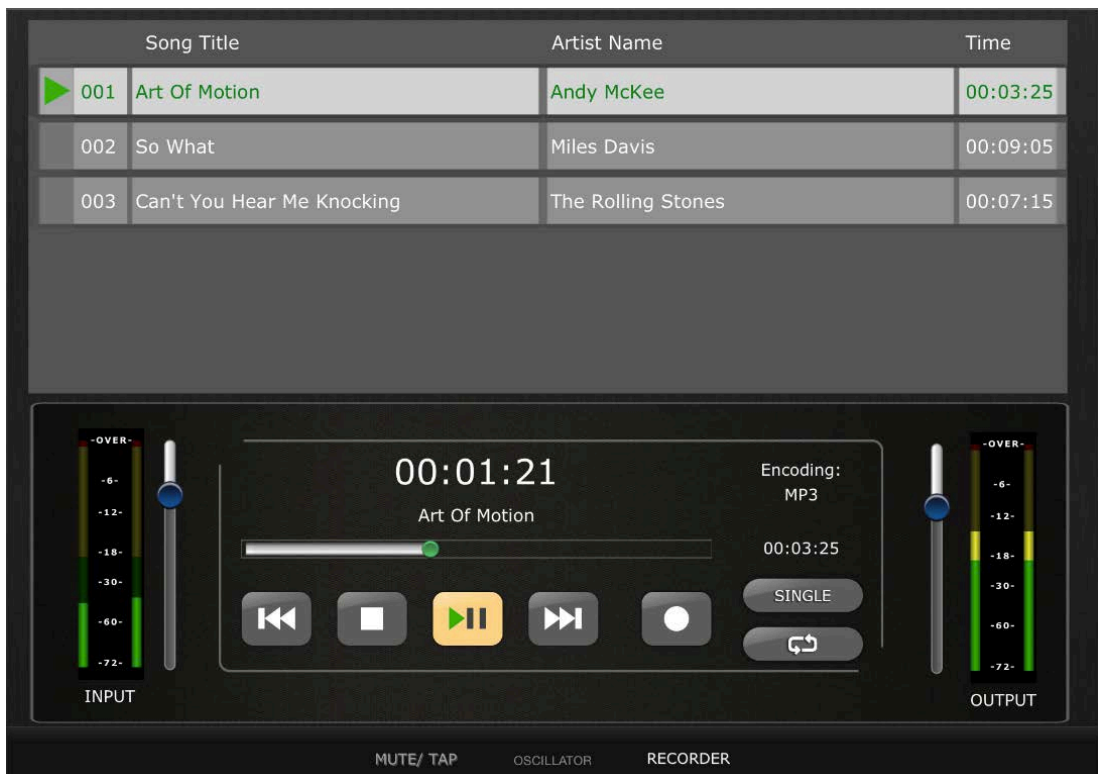 Song Title Artist Name Time
001 Art Of Motion Andy McKee 00:03:25
002 So What Miles Davis 00:09:05
003 Can't You Hear Me Knocking The Rolling Stones 00:07:15
-OVER-
-6-
-12-
-18-
-30-
-60-
-72-
INPUT
00:01:21
Art Of Motion
Encoding:
MP3
00:03:25
SINGLE
-OVER-
-6-
-12-
-18-
-30-
-60-
-72-
OUTPUT
MUTE/ TAP OSCILLATOR RECORDER